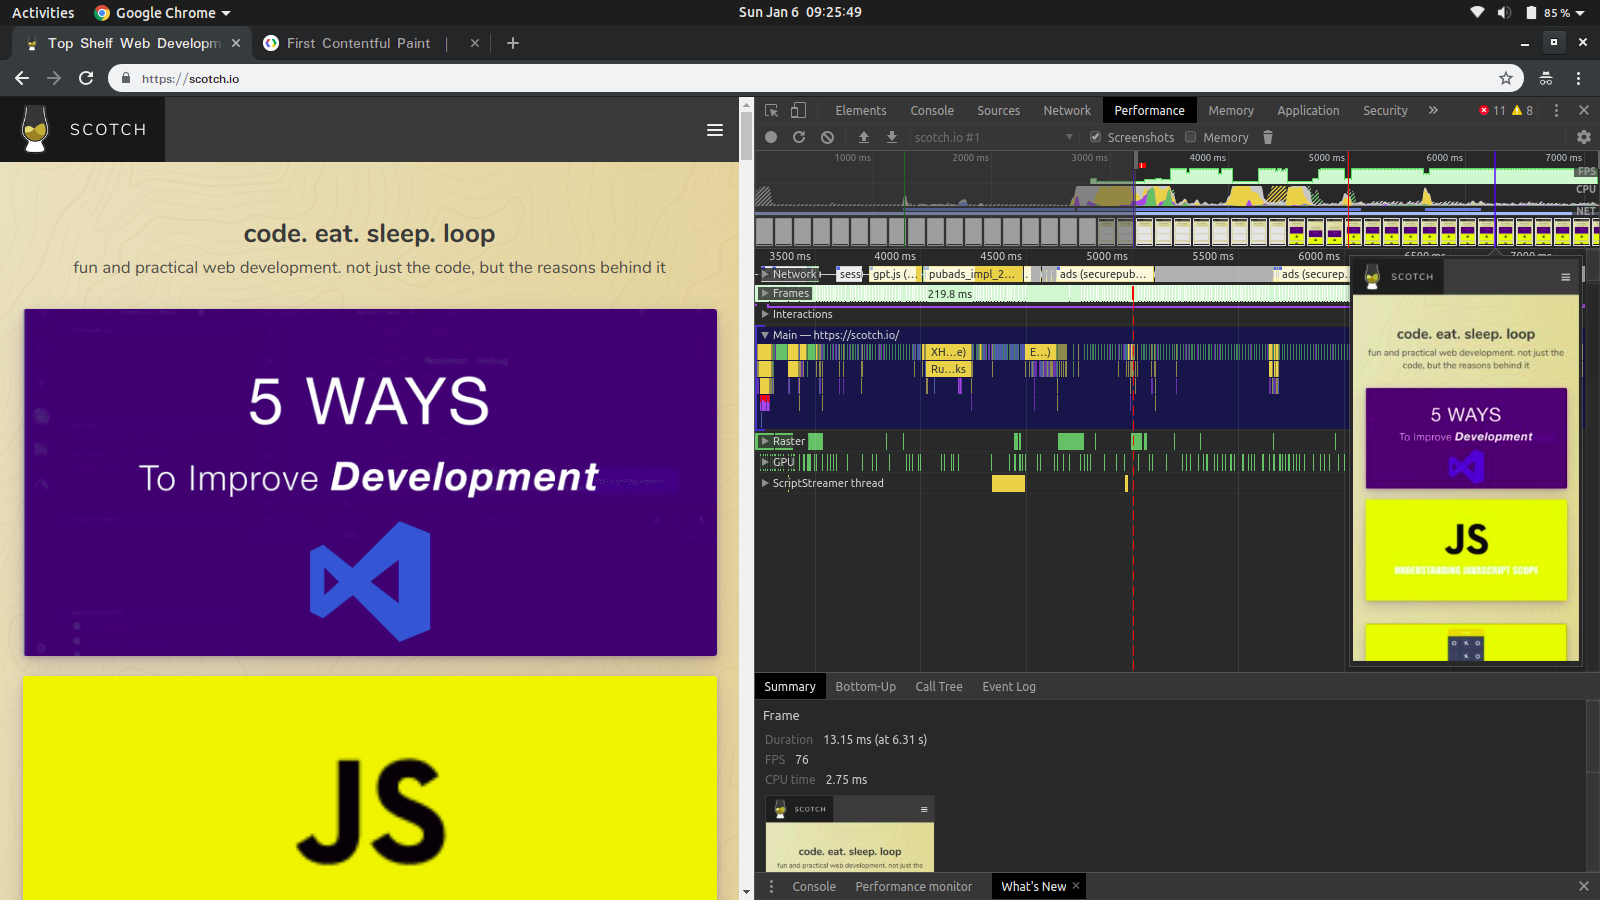 Activities Google Chrome Sun Jan 6 09:25:49 85 %
Top Shelf Web Developm First Contentful Paint |
https://scotch.io
SCOTCH
code. eat. sleep. loop
fun and practical web development. not just the code, but the reasons behind it
5 WAYS
To Improve Development
JS
Elements Console Sources Network Performance Memory Application Security » 11 8
scotch.io #1 Screenshots Memory
1000 ms 2000 ms 3000 ms 4000 ms 5000 ms 6000 ms 7000 ms
FPS
CPU
NET
3500 ms 4000 ms 4500 ms 5000 ms 5500 ms 6000 ms
Network sess gpt.js (... pubads_impl_2... ads (securepub... ads (securep
Frames 219.8 ms
Interactions
Main — https://scotch.io/
XH...e) E...)
Ru...ks
Raster
GPU
ScriptStreamer thread
SCOTCH
code. eat. sleep. loop
fun and practical web development. not just the
code, but the reasons behind it
5 WAYS
To Improve Development
JS
UNDERSTANDING JAVASCRIPT SCOPE
Summary Bottom-Up Call Tree Event Log
Frame
Duration 13.15 ms (at 6.31 s)
FPS 76
CPU time 2.75 ms
SCOTCH
code. eat. sleep. loop
fun and practical web development. not just the
Console Performance monitor What's New